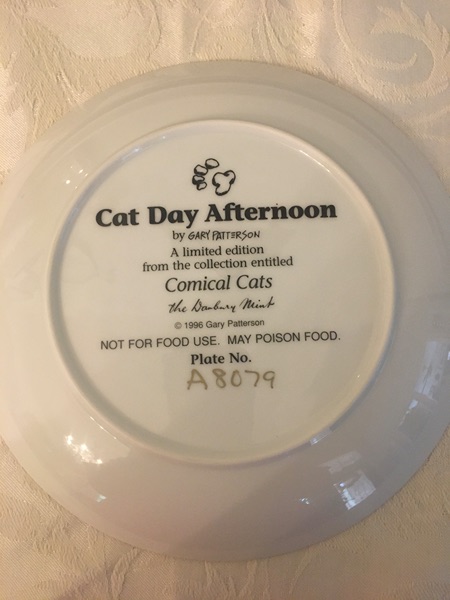 Cat Day Afternoon
by GARY PATTERSON
A limited edition
from the collection entitled
Comical Cats
the Danbury Mint
© 1996 Gary Patterson
NOT FOR FOOD USE. MAY POISON FOOD.
Plate No.
A8079